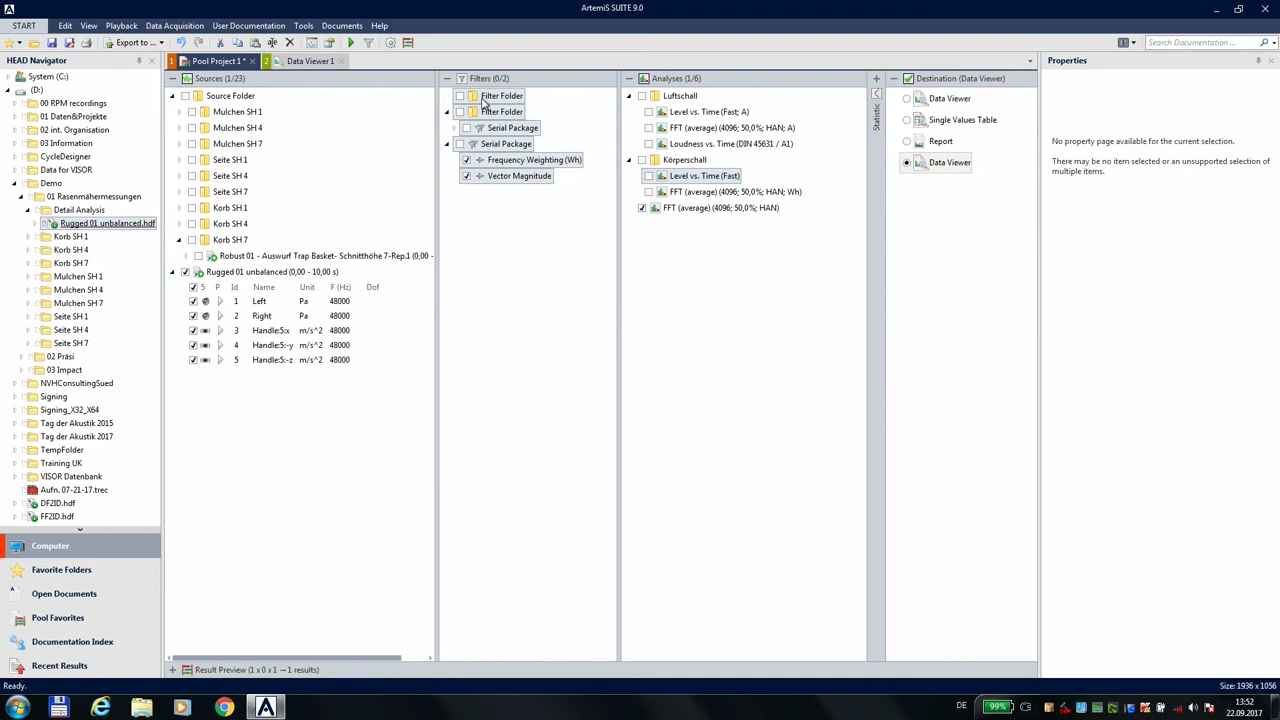 ArtemiS SUITE 9.0
START Edit View Playback Data Acquisition User Documentation Tools Documents Help
Export to ... Search Documentation
HEAD Navigator
System (C:)
(D:)
00 RPM recordings
01 Daten&Projekte
02 int. Organisation
03 Information
CycleDesigner
Data for VISOR
Demo
01 Rasenmähermessungen
Detail Analysis
Rugged 01 unbalanced.hdf
Korb SH 1
Korb SH 4
Korb SH 7
Mulchen SH 1
Mulchen SH 4
Mulchen SH 7
Seite SH 1
Seite SH 4
Seite SH 7
02 Präsi
03 Impact
NVHConsultingSued
Signing
Signing_X32_X64
Tag der Akustik 2015
Tag der Akustik 2017
TempFolder
Training UK
VISOR Datenbank
Aufn. 07-21-17.trec
DF2ID.hdf
FF2ID.hdf
Computer
Favorite Folders
Open Documents
Pool Favorites
Documentation Index
Recent Results
1 Pool Project 1 * 2 Data Viewer 1
Sources (1/23)
Source Folder
Mulchen SH 1
Mulchen SH 4
Mulchen SH 7
Seite SH 1
Seite SH 4
Seite SH 7
Korb SH 1
Korb SH 4
Korb SH 7
Robust 01 - Auswurf Trap Basket- Schnitthöhe 7-Rep.1 (0,00 -
Rugged 01 unbalanced (0,00 - 10,00 s)
5 P Id Name Unit F (Hz) Dof
1 Left Pa 48000
2 Right Pa 48000
3 Handle:5:x m/s^2 48000
4 Handle:5:-y m/s^2 48000
5 Handle:5:-z m/s^2 48000
Result Preview (1 x 0 x 1 → 1 results)
Filters (0/2)
Filter Folder
Filter Folder
Serial Package
Serial Package
Frequency Weighting (Wh)
Vector Magnitude
Analyses (1/6)
Luftschall
Level vs. Time (Fast; A)
FFT (average) (4096; 50,0%; HAN; A)
Loudness vs. Time (DIN 45631 / A1)
Körperschall
Level vs. Time (Fast)
FFT (average) (4096; 50,0%; HAN; Wh)
FFT (average) (4096; 50,0%; HAN)
Statistic
Destination (Data Viewer)
Data Viewer
Single Values Table
Report
Data Viewer
Properties
No property page available for the current selection.
There may be no item selected or an unsupported selection of
multiple items.
Ready. Size: 1936 x 1056
DE 99% 13:52
22.09.2017